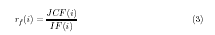 r_f(i) = JCF(i) / IF(i) (3)